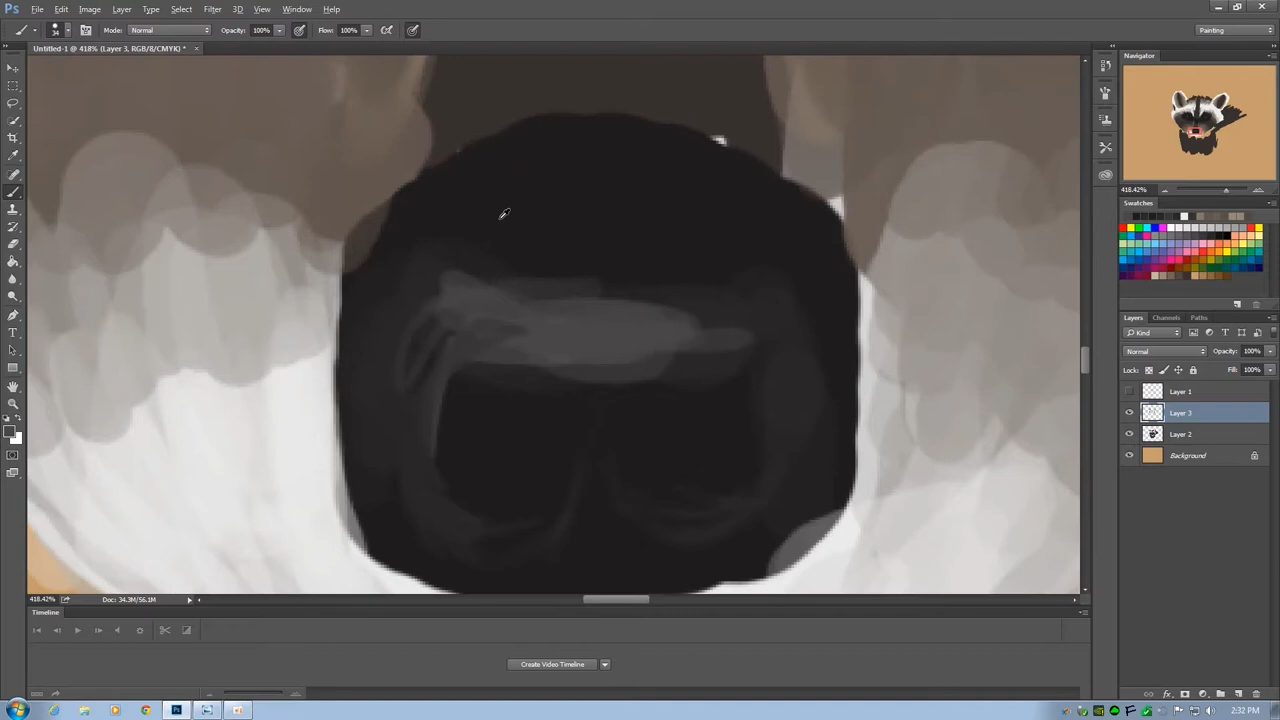 Ps File Edit Image Layer Type Select Filter 3D View Window Help
34 Mode: Normal Opacity: 100% Flow: 100% Painting
Untitled-1 @ 418% (Layer 3, RGB/8/CMYK) * ×
Navigator
418.42%
Swatches
Layers Channels Paths
Kind
Normal Opacity: 100%
Lock: Fill: 100%
Layer 1
Layer 3
Layer 2
Background
418.42% Doc: 34.3M/56.1M
Timeline
Create Video Timeline
Ps 2:32 PM